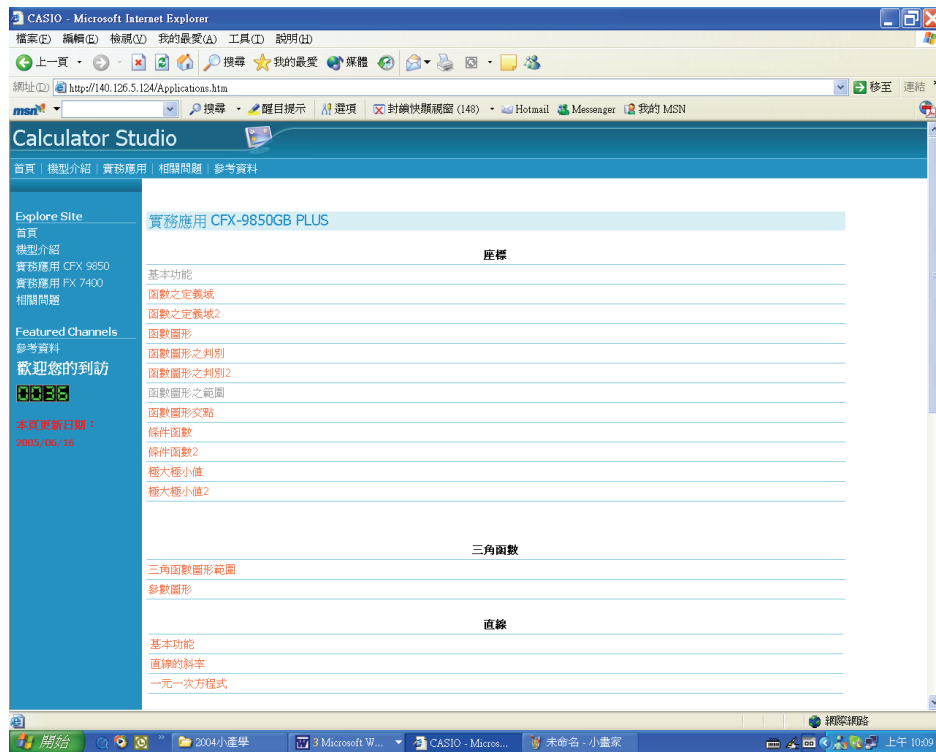 CASIO - Microsoft Internet Explorer
檔案(F) 編輯(E) 檢視(V) 我的最愛(A) 工具(T) 說明(H)
上一頁 搜尋 我的最愛 媒體
網址(D) http://140.126.5.124/Applications.htm 移至 連結
msn 搜尋 醒目提示 選項 封鎖快顯視窗 (148) Hotmail Messenger 我的 MSN
Calculator Studio
首頁 | 機型介紹 | 實務應用 | 相關問題 | 參考資料
Explore Site
首頁
機型介紹
實務應用 CFX 9850
實務應用 FX 7400
相關問題
Featured Channels
參考資料
歡迎您的到訪
0036
本頁更新日期：
2005/06/16
實務應用 CFX-9850GB PLUS
座標
基本功能
函數之定義域
函數之定義域2
函數圖形
函數圖形之判別
函數圖形之判別2
函數圖形之範圍
函數圖形交點
條件函數
條件函數2
極大極小值
極大極小值2
三角函數
三角函數圖形範圍
參數圖形
直線
基本功能
直線的斜率
一元一次方程式
網際網路
開始 2004小產學 3 Microsoft W... CASIO - Micros... 未命名 - 小畫家 上午 10:09